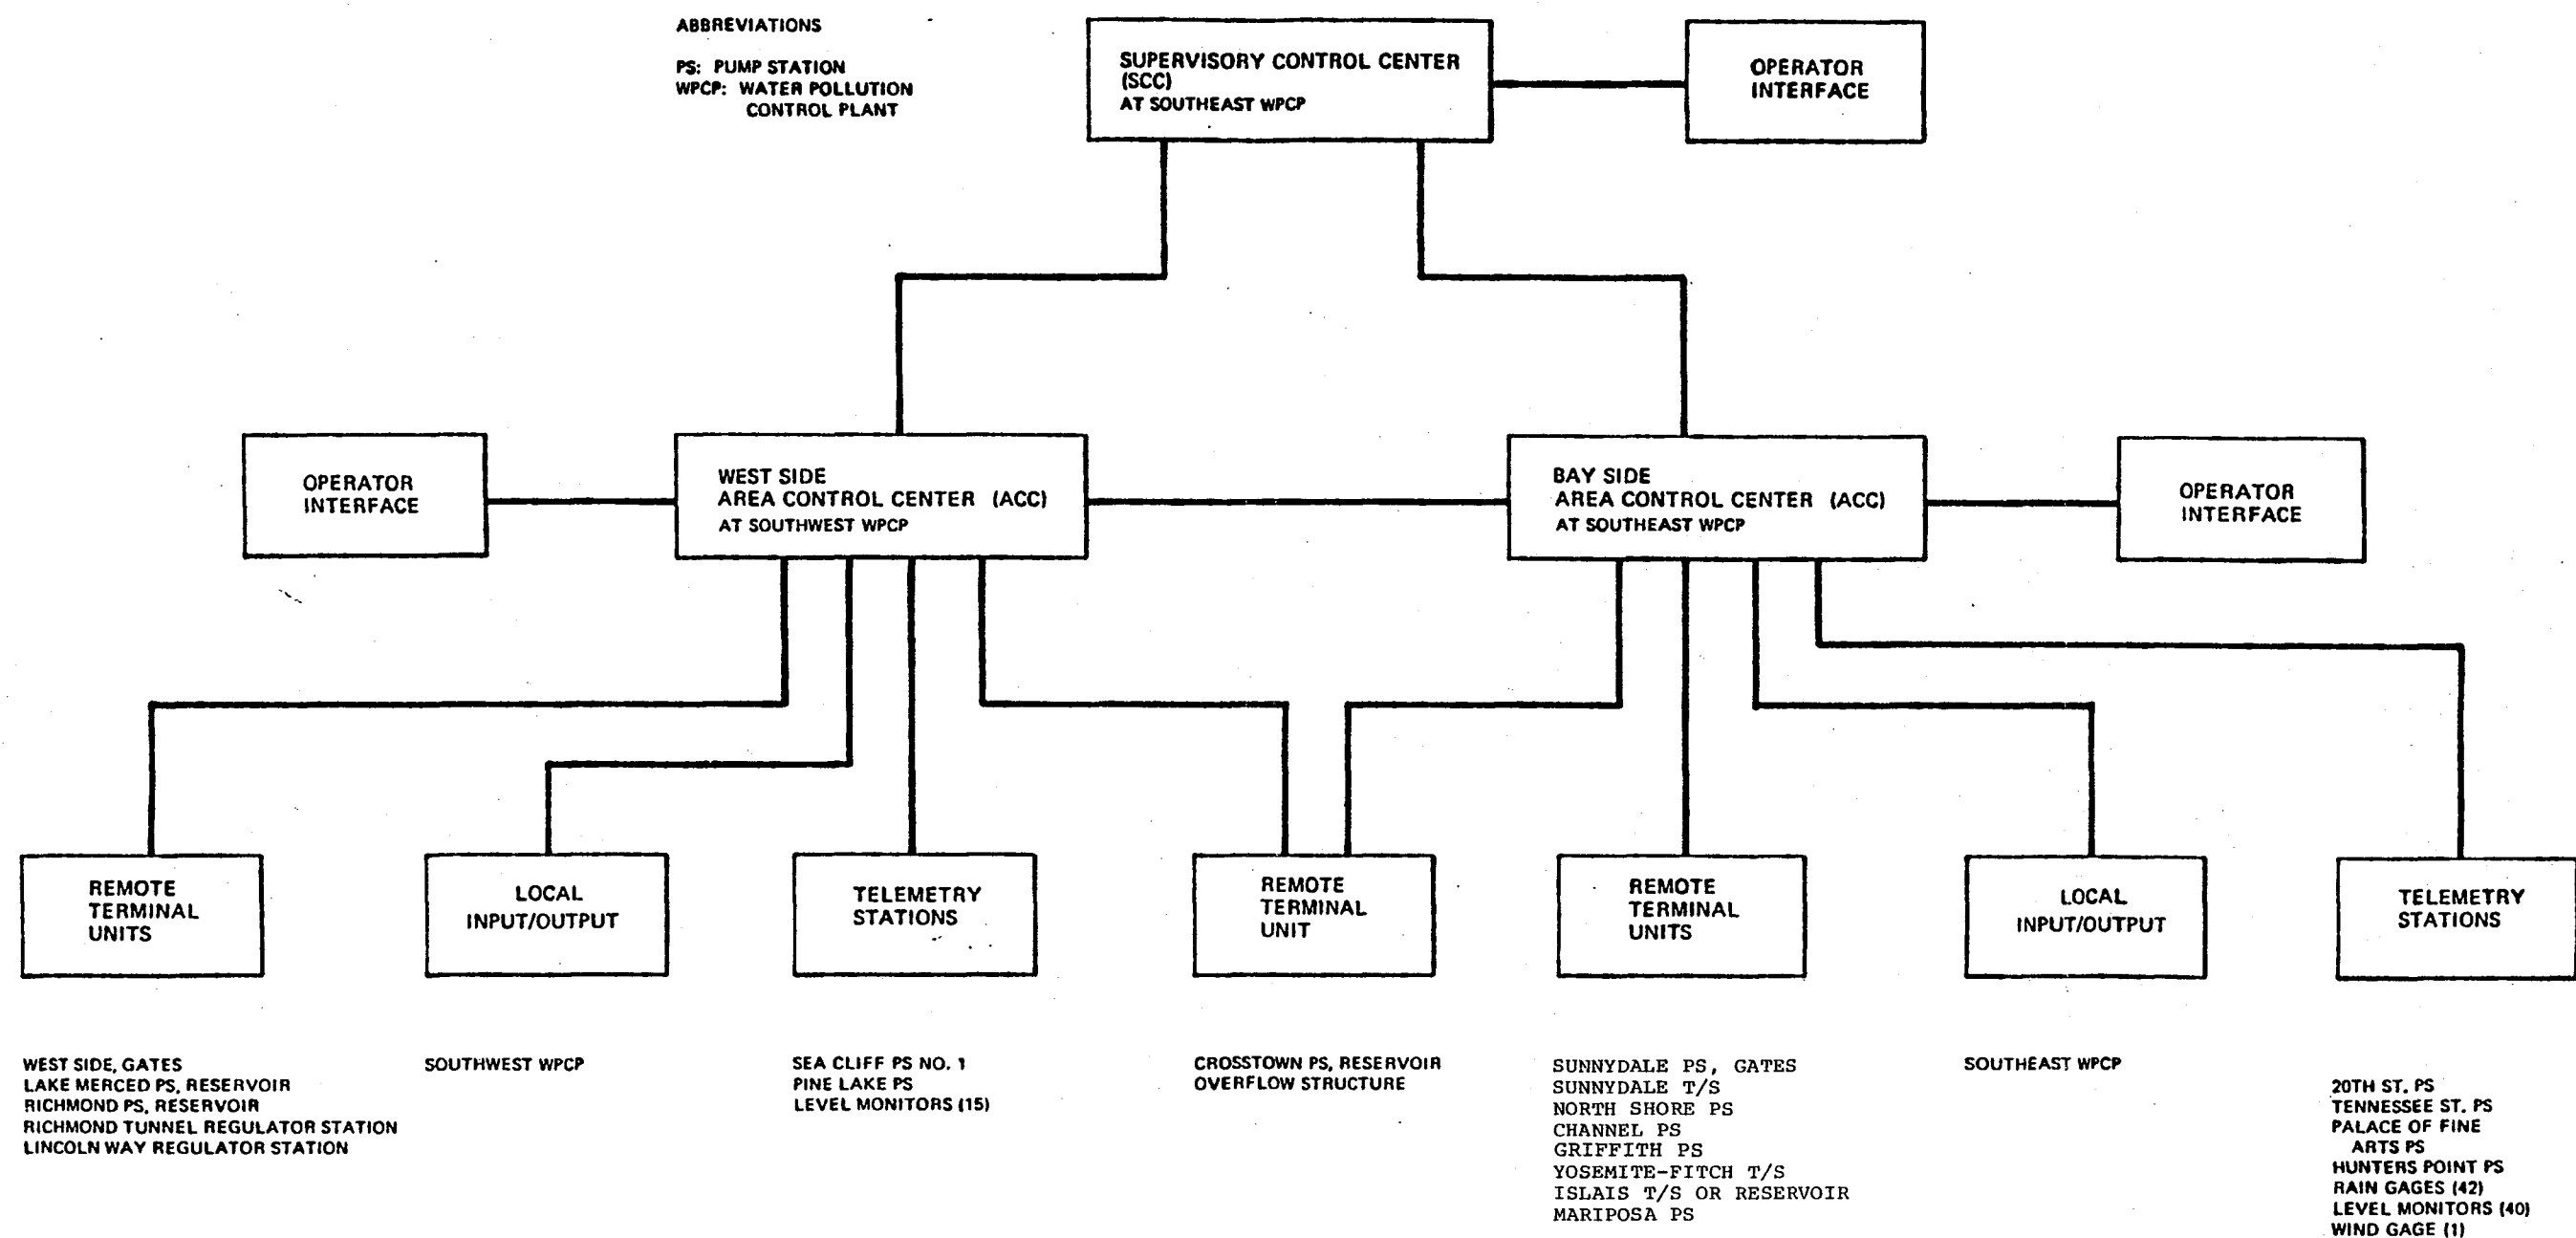 ABBREVIATIONS
PS: PUMP STATION
WPCP: WATER POLLUTION
CONTROL PLANT
SUPERVISORY CONTROL CENTER
(SCC)
AT SOUTHEAST WPCP
OPERATOR
INTERFACE
OPERATOR
INTERFACE
WEST SIDE
AREA CONTROL CENTER (ACC)
AT SOUTHWEST WPCP
BAY SIDE
AREA CONTROL CENTER (ACC)
AT SOUTHEAST WPCP
OPERATOR
INTERFACE
REMOTE
TERMINAL
UNITS
LOCAL
INPUT/OUTPUT
TELEMETRY
STATIONS
REMOTE
TERMINAL
UNIT
REMOTE
TERMINAL
UNITS
LOCAL
INPUT/OUTPUT
TELEMETRY
STATIONS
WEST SIDE, GATES
LAKE MERCED PS, RESERVOIR
RICHMOND PS, RESERVOIR
RICHMOND TUNNEL REGULATOR STATION
LINCOLN WAY REGULATOR STATION
SOUTHWEST WPCP
SEA CLIFF PS NO. 1
PINE LAKE PS
LEVEL MONITORS (15)
CROSSTOWN PS, RESERVOIR
OVERFLOW STRUCTURE
SUNNYDALE PS, GATES
SUNNYDALE T/S
NORTH SHORE PS
CHANNEL PS
GRIFFITH PS
YOSEMITE-FITCH T/S
ISLAIS T/S OR RESERVOIR
MARIPOSA PS
SOUTHEAST WPCP
20TH ST. PS
TENNESSEE ST. PS
PALACE OF FINE
ARTS PS
HUNTERS POINT PS
RAIN GAGES (42)
LEVEL MONITORS (40)
WIND GAGE (1)